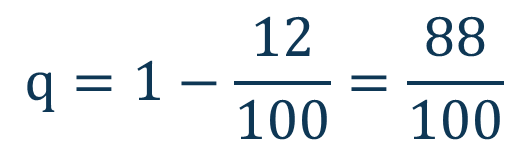 q = 1 − 12/100 = 88/100